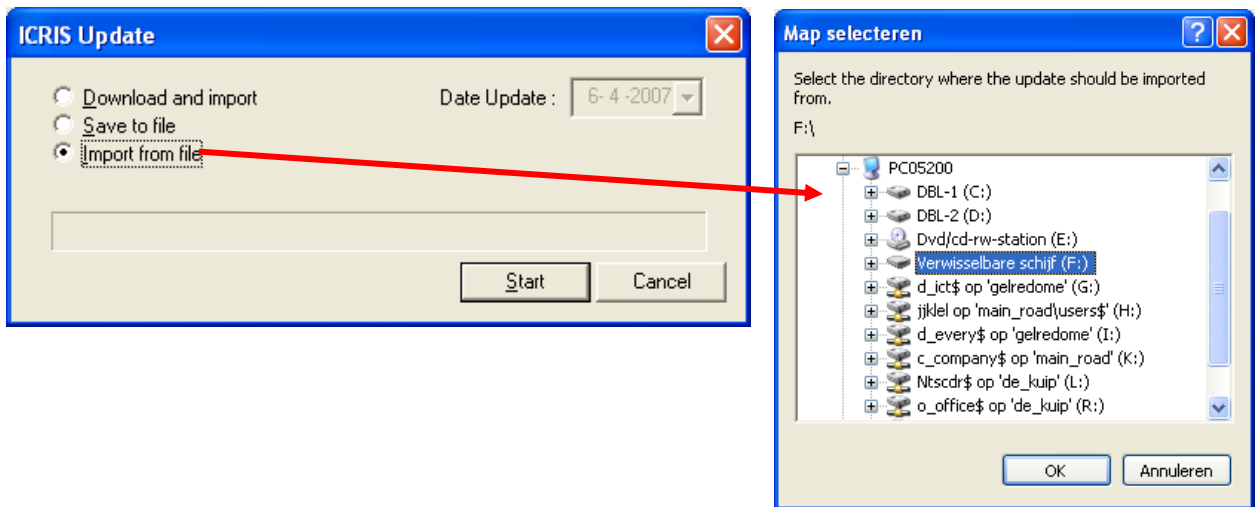 ICRIS Update
Download and import
Date Update :
6- 4 -2007
Save to file
Import from file
Start
Cancel
Map selecteren
Select the directory where the update should be imported
from.
F:\
PC05200
DBL-1 (C:)
DBL-2 (D:)
Dvd/cd-rw-station (E:)
Verwisselbare schijf (F:)
d_ict$ op 'gelredome' (G:)
jjklel op 'main_road\users$' (H:)
d_every$ op 'gelredome' (I:)
c_company$ op 'main_road' (K:)
Ntscdr$ op 'de_kuip' (L:)
o_office$ op 'de_kuip' (R:)
OK
Annuleren